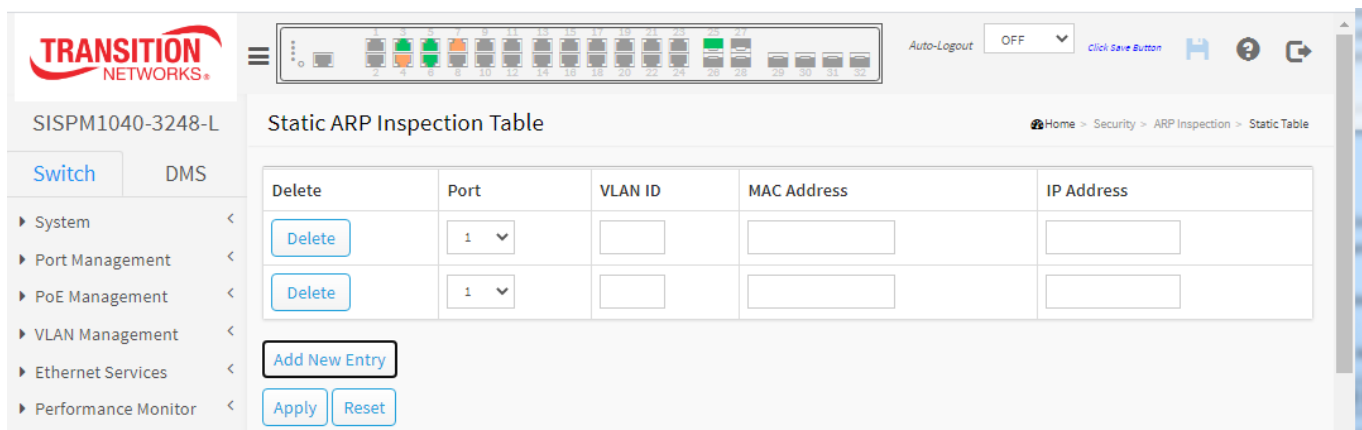 TRANSITION
NETWORKS®
1 3 5 7 9 11 13 15 17 19 21 23 25 27
2 4 6 8 10 12 14 16 18 20 22 24 26 28 29 30 31 32
Auto-Logout OFF Click Save Button
SISPM1040-3248-L
Static ARP Inspection Table
Home > Security > ARP Inspection > Static Table
Switch DMS
Delete Port VLAN ID MAC Address IP Address
Delete 1
Delete 1
System
Port Management
PoE Management
VLAN Management
Ethernet Services
Performance Monitor
Add New Entry
Apply Reset